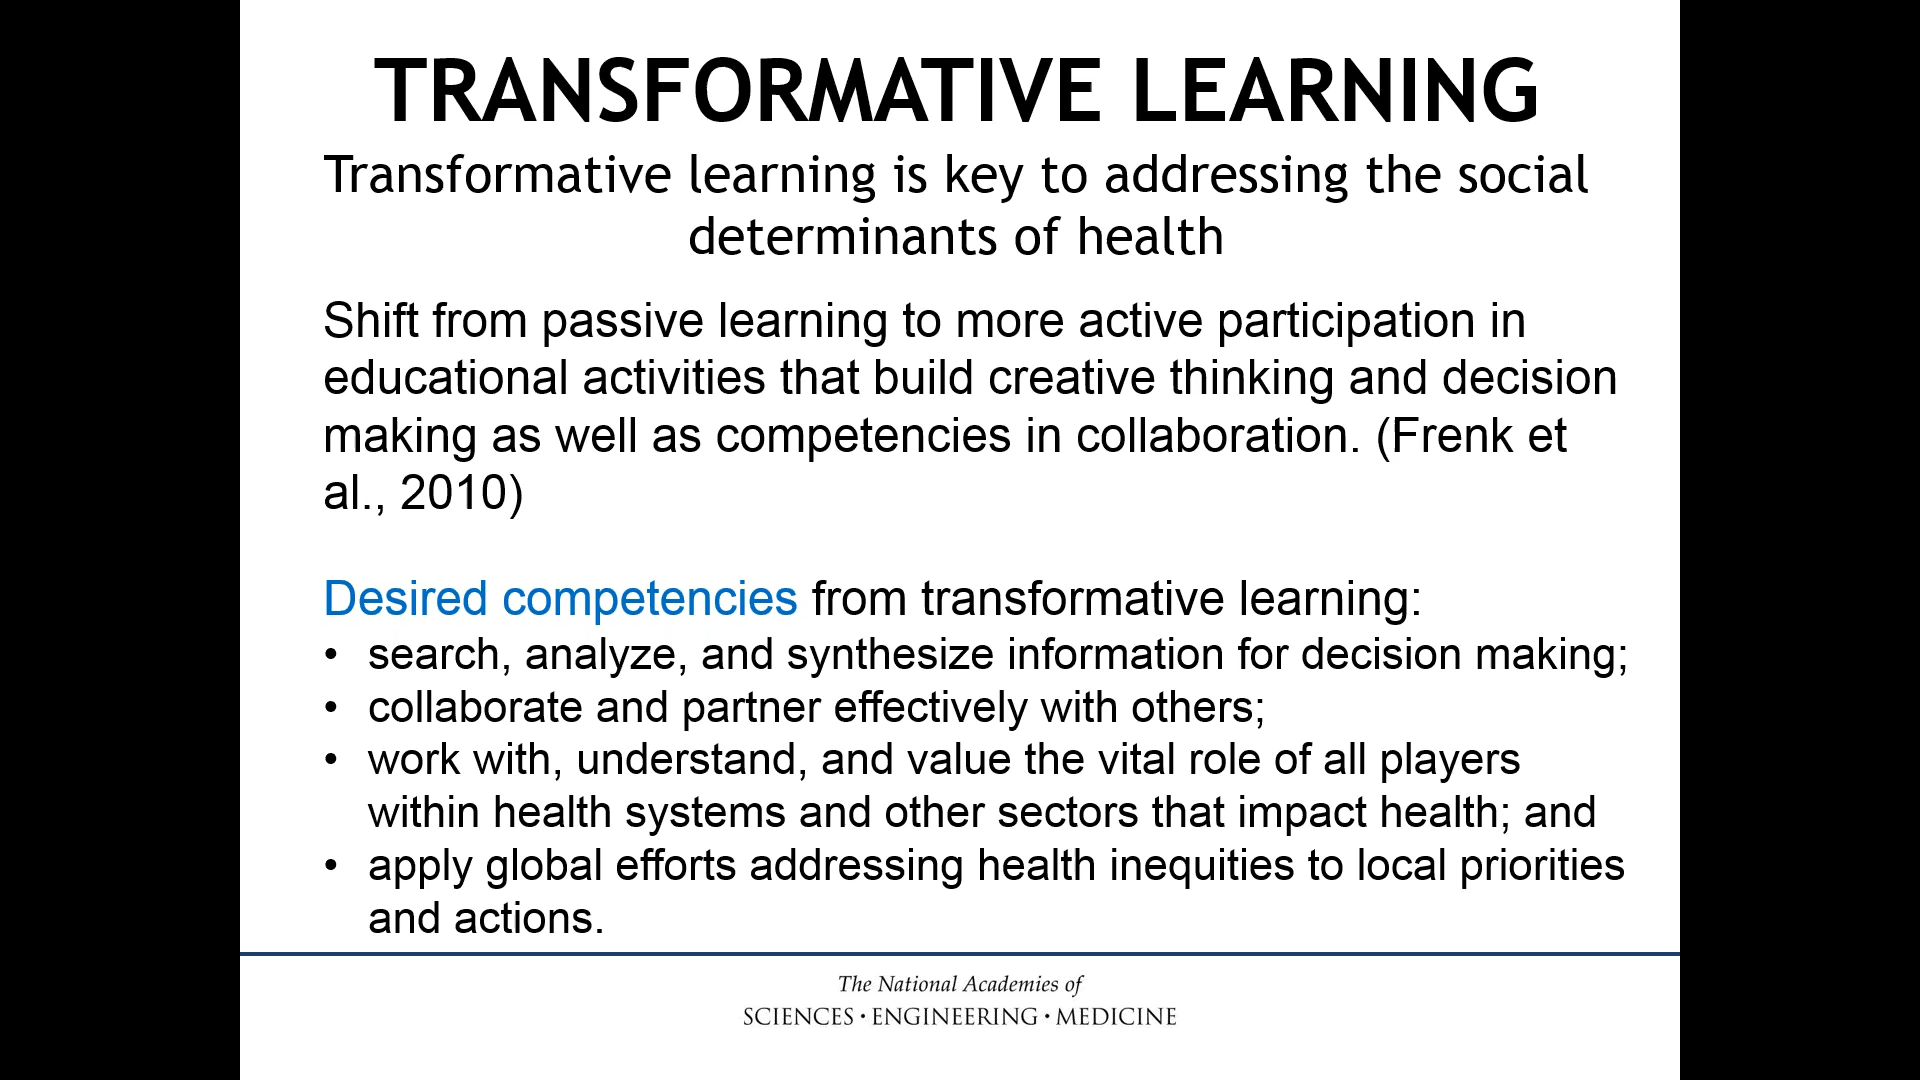 TRANSFORMATIVE LEARNING
Transformative learning is key to addressing the social
determinants of health
Shift from passive learning to more active participation in
educational activities that build creative thinking and decision
making as well as competencies in collaboration. (Frenk et
al., 2010)
Desired competencies from transformative learning:
• search, analyze, and synthesize information for decision making;
• collaborate and partner effectively with others;
• work with, understand, and value the vital role of all players
within health systems and other sectors that impact health; and
• apply global efforts addressing health inequities to local priorities
and actions.
The National Academies of
SCIENCES • ENGINEERING • MEDICINE